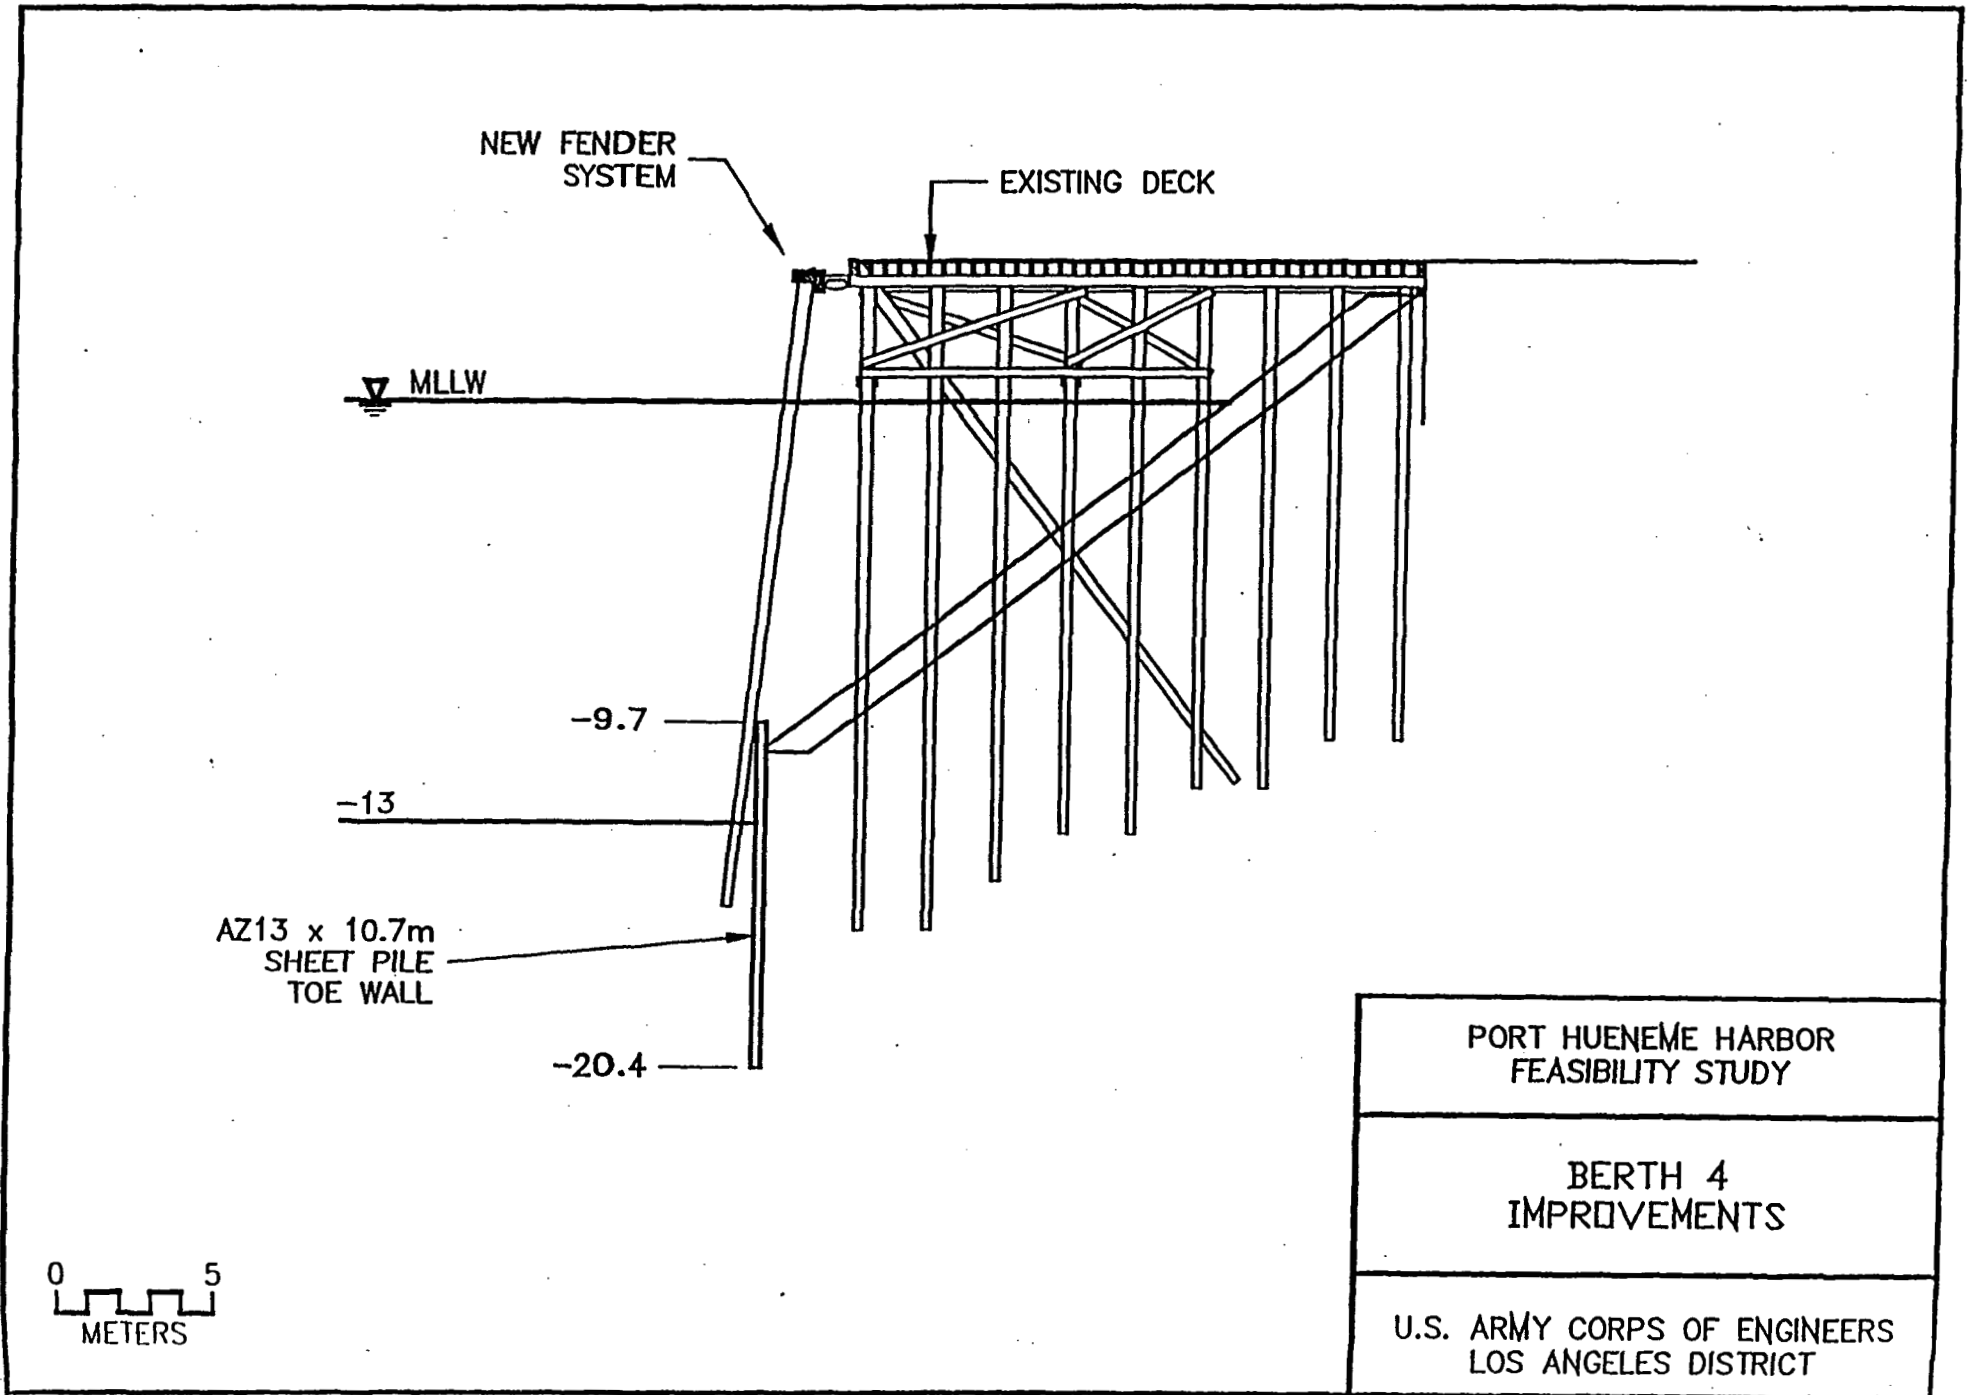 NEW FENDER
SYSTEM
EXISTING DECK
MLLW
-9.7
-13
AZ13 x 10.7m
SHEET PILE
TOE WALL
-20.4
0 5
METERS
PORT HUENEME HARBOR
FEASIBILITY STUDY
BERTH 4
IMPROVEMENTS
U.S. ARMY CORPS OF ENGINEERS
LOS ANGELES DISTRICT